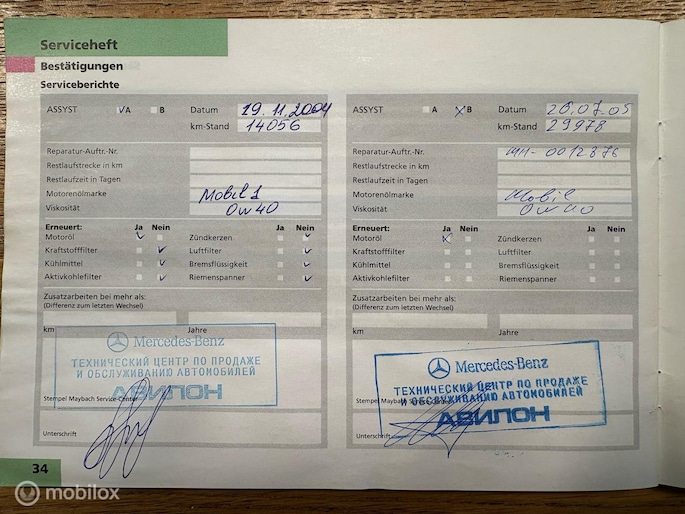 Serviceheft
Bestätigungen
Serviceberichte
ASSYST A B Datum 19.11.2004
km-Stand 14056
Reparatur-Auftr.-Nr.
Restlaufstrecke in km
Restlaufzeit in Tagen
Motorenölmarke Mobil 1
Viskosität 0w40
Erneuert: Ja Nein Ja Nein
Motoröl Zündkerzen
Kraftstofffilter Luftfilter
Kühlmittel Bremsflüssigkeit
Aktivkohlefilter Riemenspanner
Zusatzarbeiten bei mehr als:
(Differenz zum letzten Wechsel)
km Jahre
Mercedes-Benz
ТЕХНИЧЕСКИЙ ЦЕНТР ПО ПРОДАЖЕ
И ОБСЛУЖИВАНИЮ АВТОМОБИЛЕЙ
АВИЛОН
Stempel Maybach Service-Center
Unterschrift
ASSYST A B Datum 20.07.05
km-Stand 29978
Reparatur-Auftr.-Nr. 0012876
Restlaufstrecke in km
Restlaufzeit in Tagen
Motorenölmarke Mobil
Viskosität 0w40
Erneuert: Ja Nein Ja Nein
Motoröl Zündkerzen
Kraftstofffilter Luftfilter
Kühlmittel Bremsflüssigkeit
Aktivkohlefilter Riemenspanner
Zusatzarbeiten bei mehr als:
(Differenz zum letzten Wechsel)
km Jahre
Mercedes-Benz
ТЕХНИЧЕСКИЙ ЦЕНТР ПО ПРОДАЖЕ
И ОБСЛУЖИВАНИЮ АВТОМОБИЛЕЙ
АВИЛОН
Stempel Maybach
Unterschrift
34
mobilox